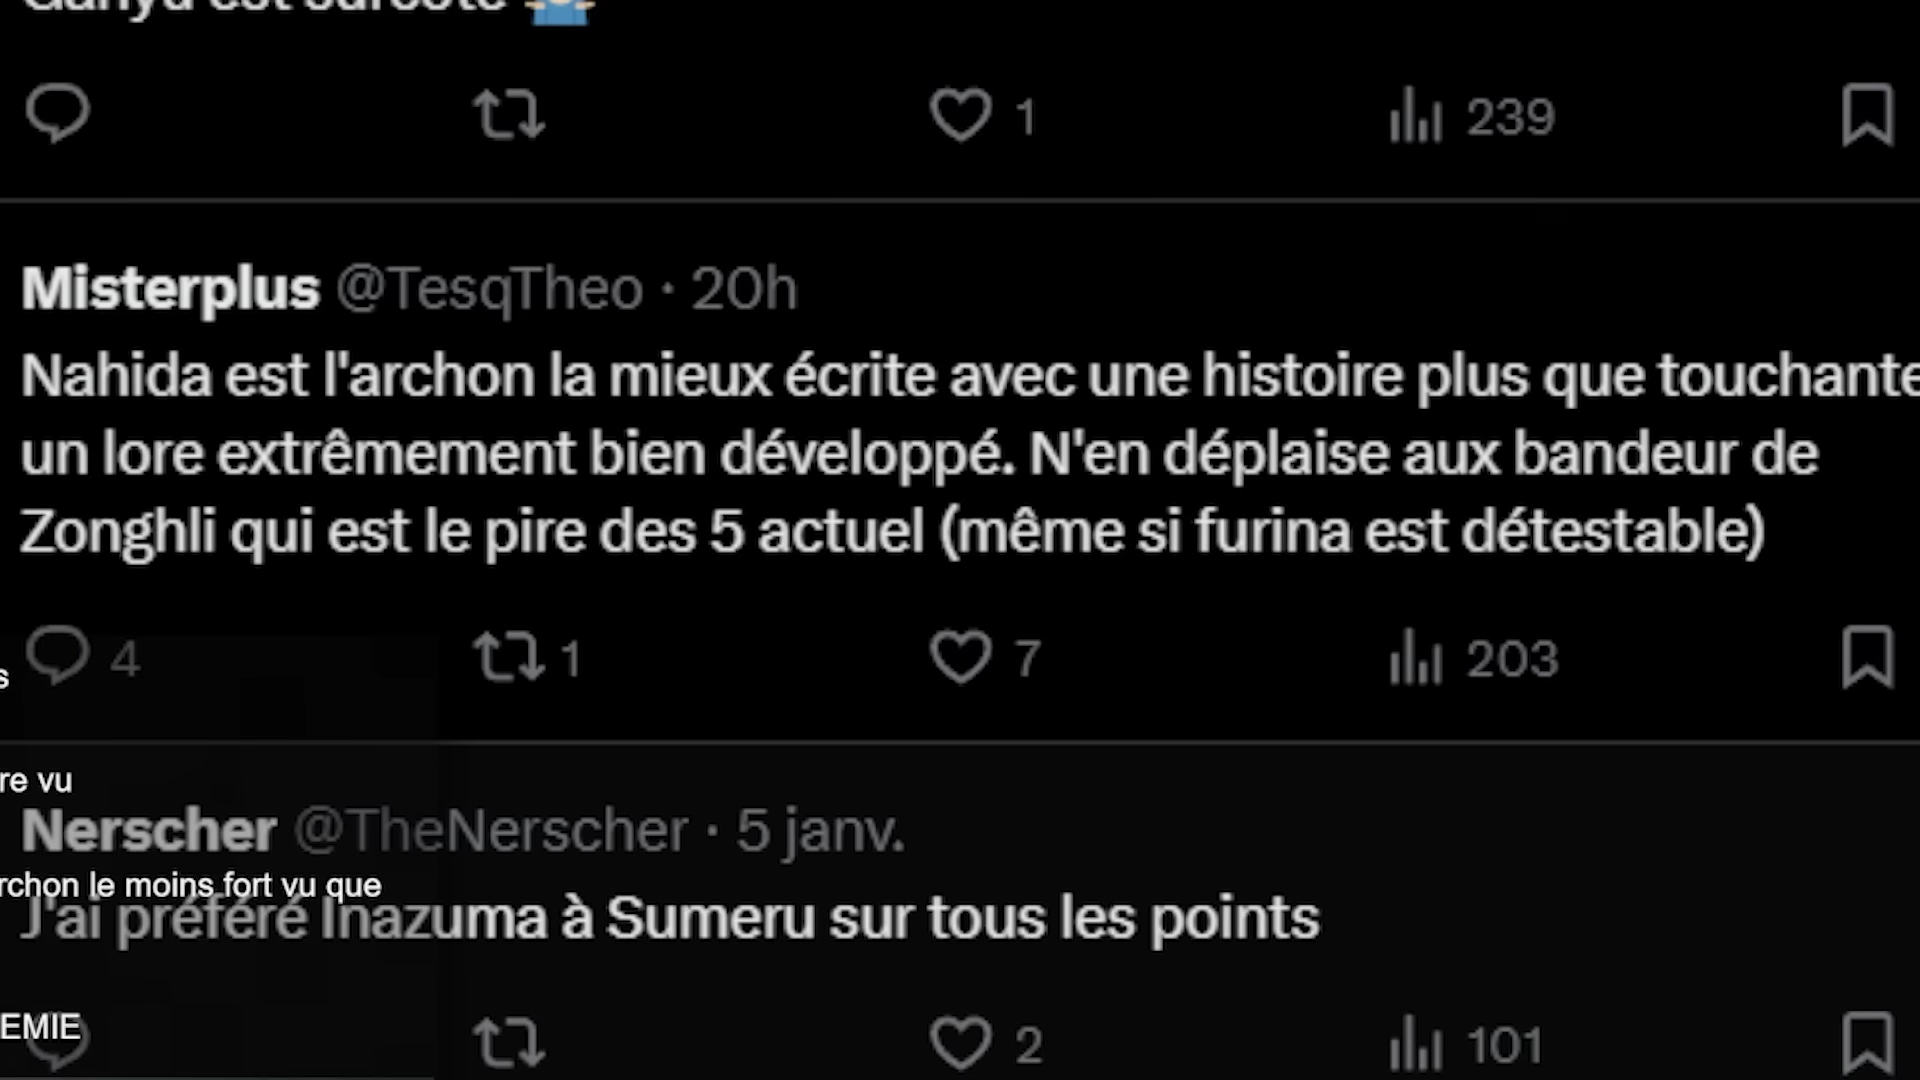 est surcoté
1 239
Misterplus @TesqTheo · 20h
Nahida est l'archon la mieux écrite avec une histoire plus que touchante
un lore extrêmement bien développé. N'en déplaise aux bandeur de
Zonghli qui est le pire des 5 actuel (même si furina est détestable)
4 1 7 203
s
re vu
Nerscher @TheNerscher · 5 janv.
rchon le moins fort vu que
J'ai préféré Inazuma à Sumeru sur tous les points
EMIE
2 101